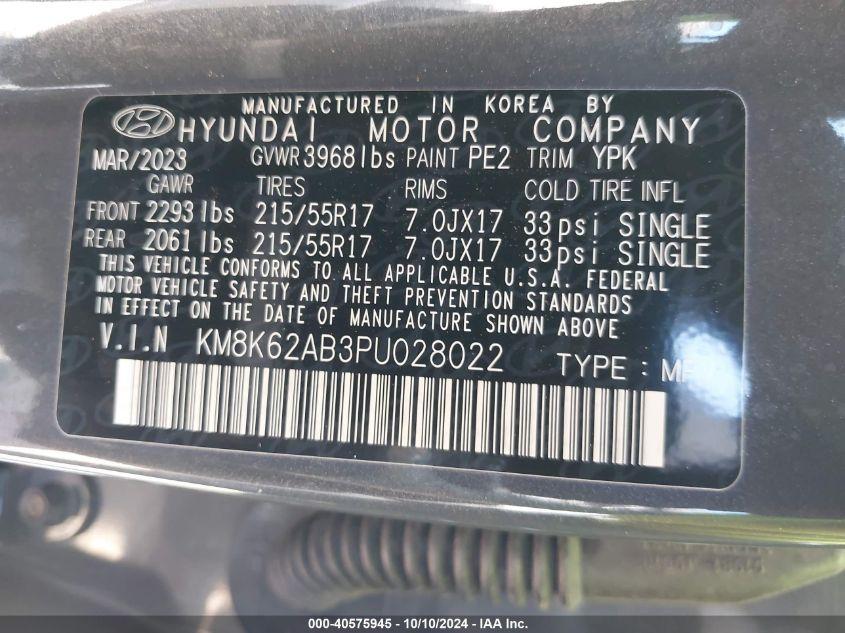 MANUFACTURED IN KOREA BY
HYUNDAI MOTOR COMPANY
MAR/2023 GVWR 3968 lbs PAINT PE2 TRIM YPK
GAWR TIRES RIMS COLD TIRE INFL
FRONT 2293 lbs 215/55R17 7.0JX17 33psi SINGLE
REAR 2061 lbs 215/55R17 7.0JX17 33psi SINGLE
THIS VEHICLE CONFORMS TO ALL APPLICABLE U.S.A. FEDERAL
MOTOR VEHICLE SAFETY AND THEFT PREVENTION STANDARDS
IN EFFECT ON THE DATE OF MANUFACTURE SHOWN ABOVE
V.I.N KM8K62AB3PU028022 TYPE :
000-40575945 - 10/10/2024 - IAA Inc.